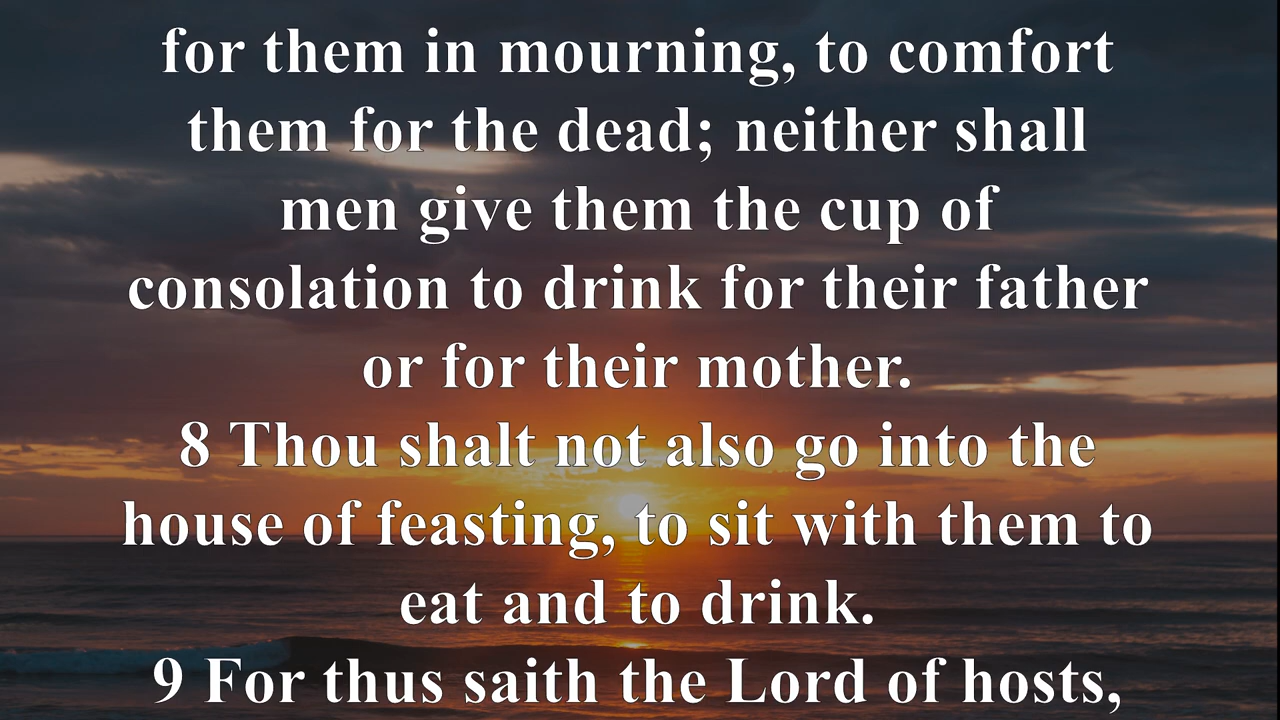 for them in mourning, to comfort
them for the dead; neither shall
men give them the cup of
consolation to drink for their father
or for their mother.
8 Thou shalt not also go into the
house of feasting, to sit with them to
eat and to drink.
9 For thus saith the Lord of hosts,